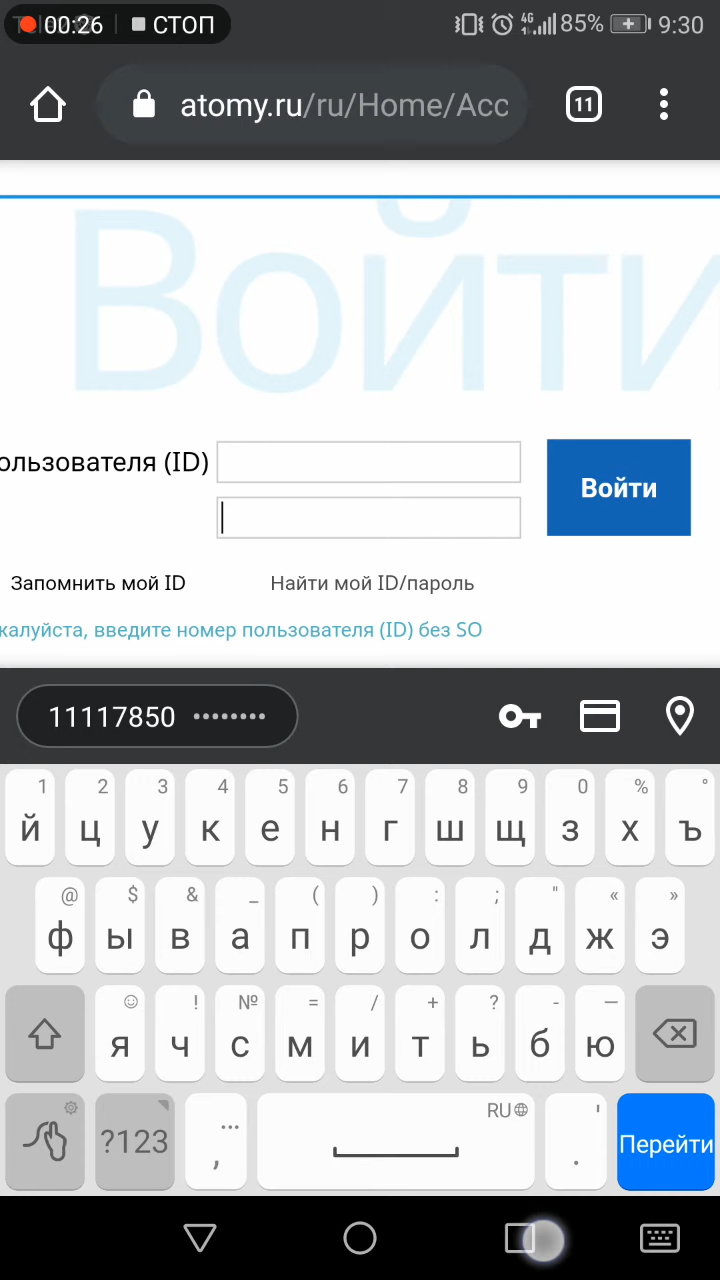 00:26 СТОП 4G 85% 9:30
atomy.ru/ru/Home/Acc 11
Войти
ользователя (ID)
Войти
Запомнить мой ID Найти мой ID/пароль
жалуйста, введите номер пользователя (ID) без SO
11117850 ••••••••
1 2 3 4 5 6 7 8 9 0 % °
й ц у к е н г ш щ з х ъ
@ $ & _ ( ) : ; " « »
ф ы в а п р о л д ж э
! № = / + ? - —
я ч с м и т ь б ю
... RU '
?123 , . Перейти